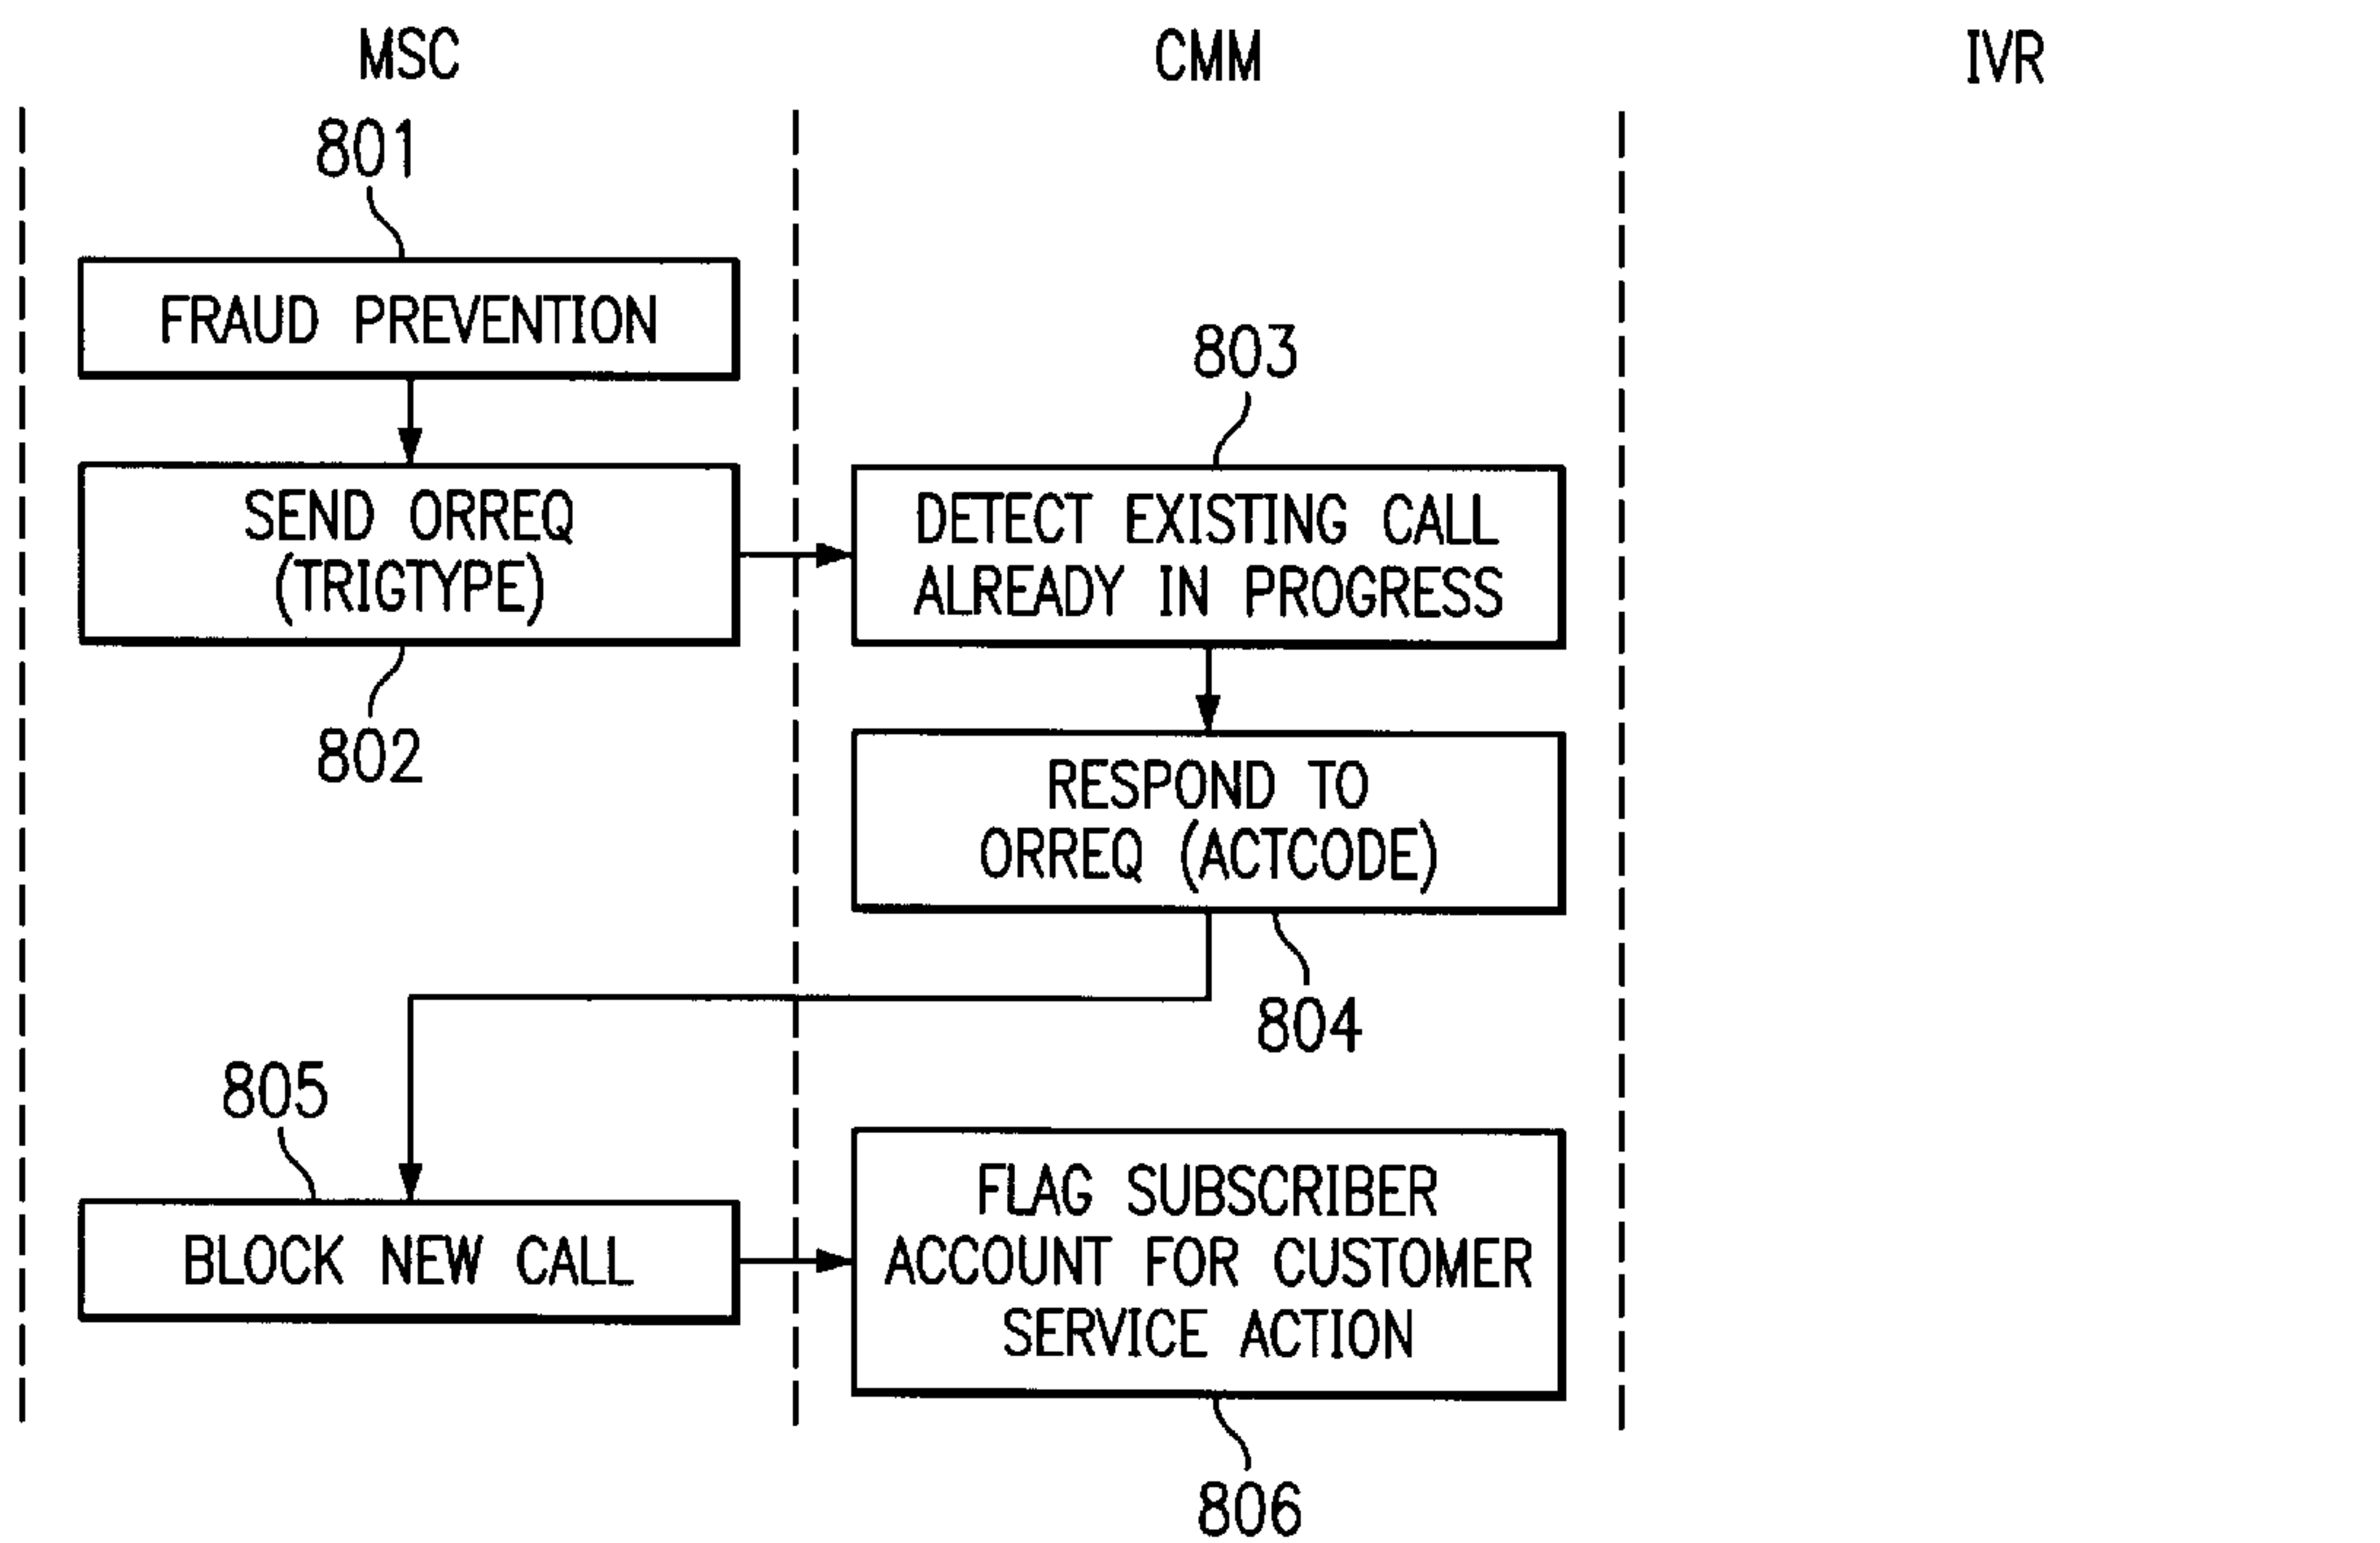 MSC
CMM
IVR
801
FRAUD PREVENTION
803
SEND ORREQ
(TRIGTYPE)
DETECT EXISTING CALL
ALREADY IN PROGRESS
802
RESPOND TO
ORREQ (ACTCODE)
804
805
BLOCK NEW CALL
FLAG SUBSCRIBER
ACCOUNT FOR CUSTOMER
SERVICE ACTION
806